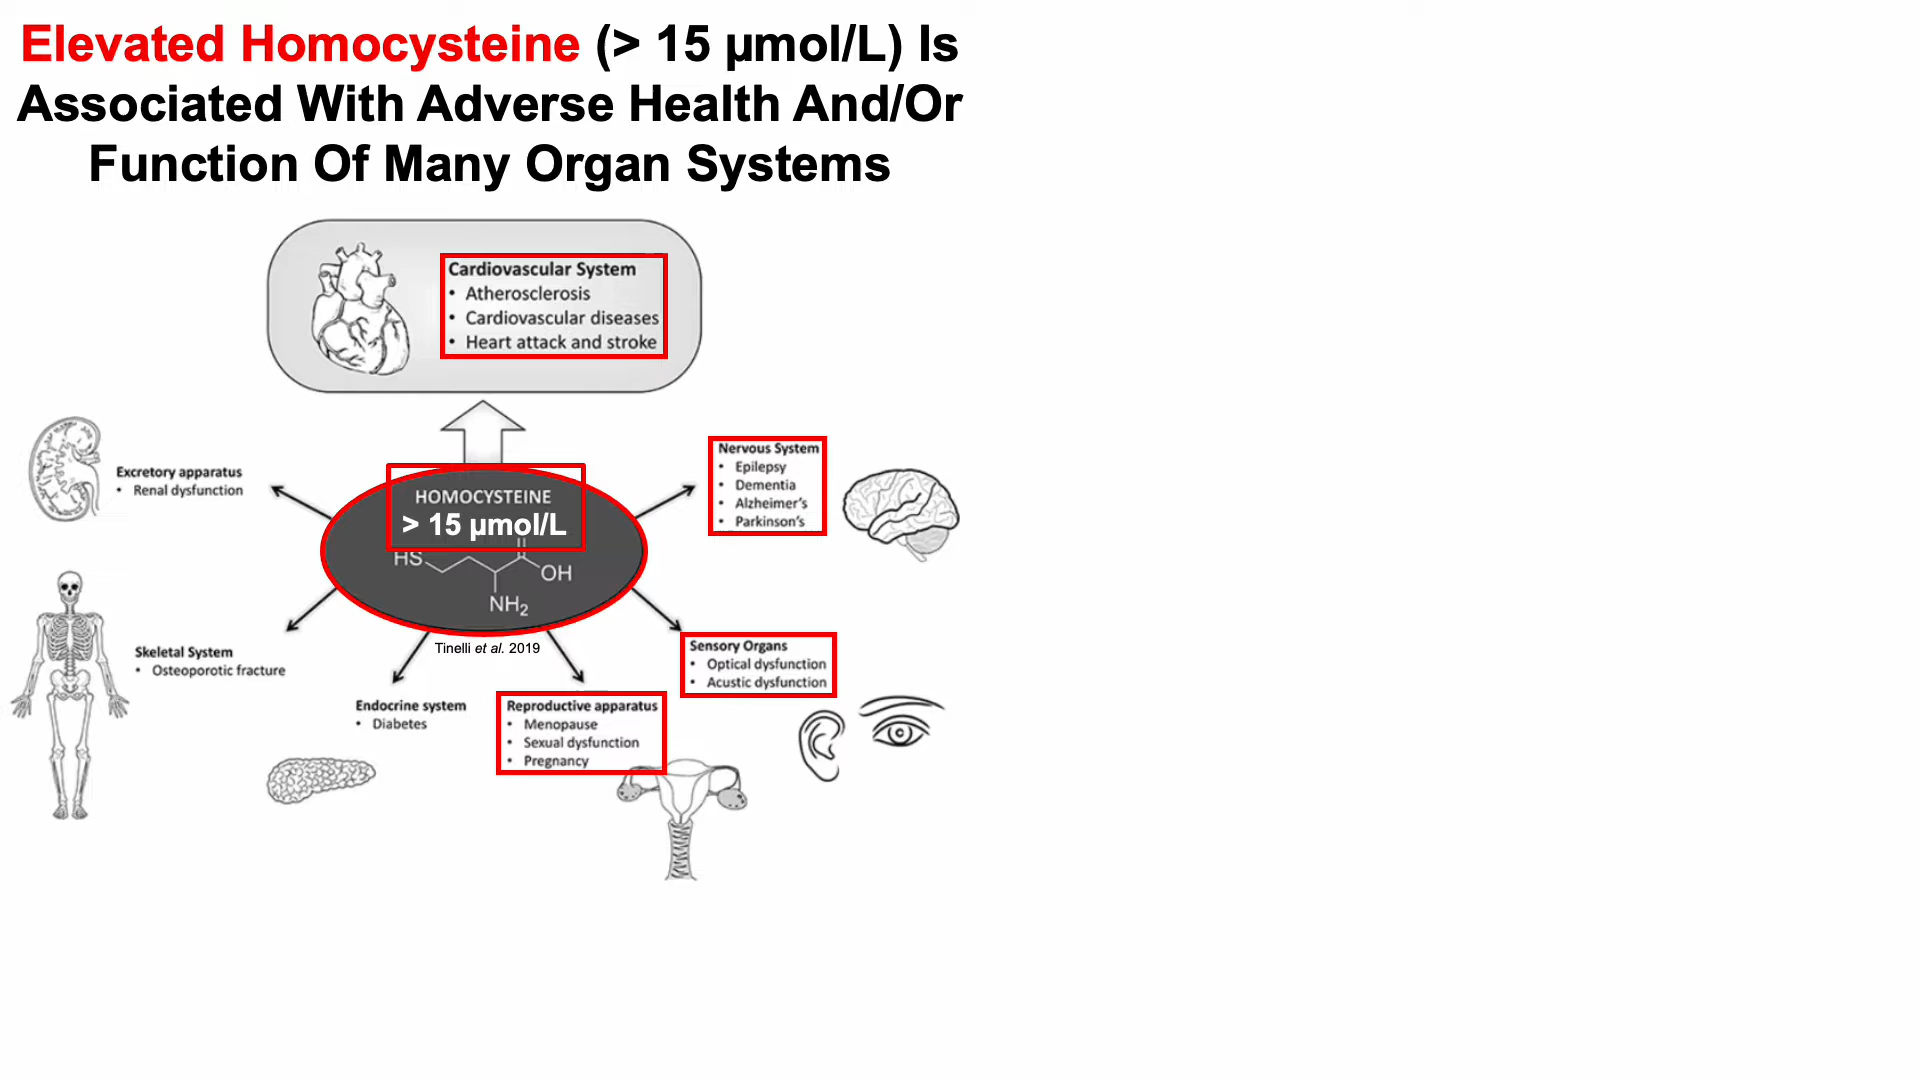 Elevated Homocysteine (> 15 µmol/L) Is
Associated With Adverse Health And/Or
Function Of Many Organ Systems
Cardiovascular System
• Atherosclerosis
• Cardiovascular diseases
• Heart attack and stroke
Excretory apparatus
• Renal dysfunction
HOMOCYSTEINE
> 15 µmol/L
HS
OH
NH₂
Nervous System
• Epilepsy
• Dementia
• Alzheimer's
• Parkinson's
Skeletal System
• Osteoporotic fracture
Tinelli et al. 2019
Sensory Organs
• Optical dysfunction
• Acustic dysfunction
Endocrine system
• Diabetes
Reproductive apparatus
• Menopause
• Sexual dysfunction
• Pregnancy